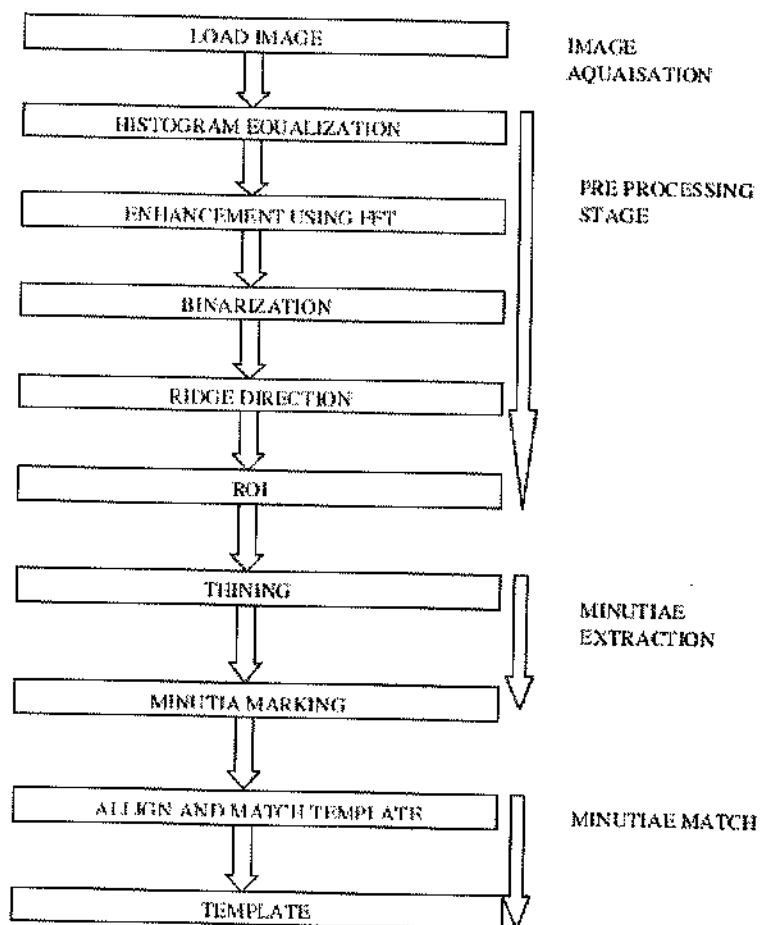 LOAD IMAGE
IMAGE
AQUAISATION
HISTOGRAM EQUALIZATION
PRE PROCESSING
STAGE
ENHANCEMENT USING FFT
BINARIZATION
RIDGE DIRECTION
ROI
THINING
MINUTIAE
EXTRACTION
MINUTIA MARKING
ALLIGN AND MATCH TEMPLATE
MINUTIAE MATCH
TEMPLATE